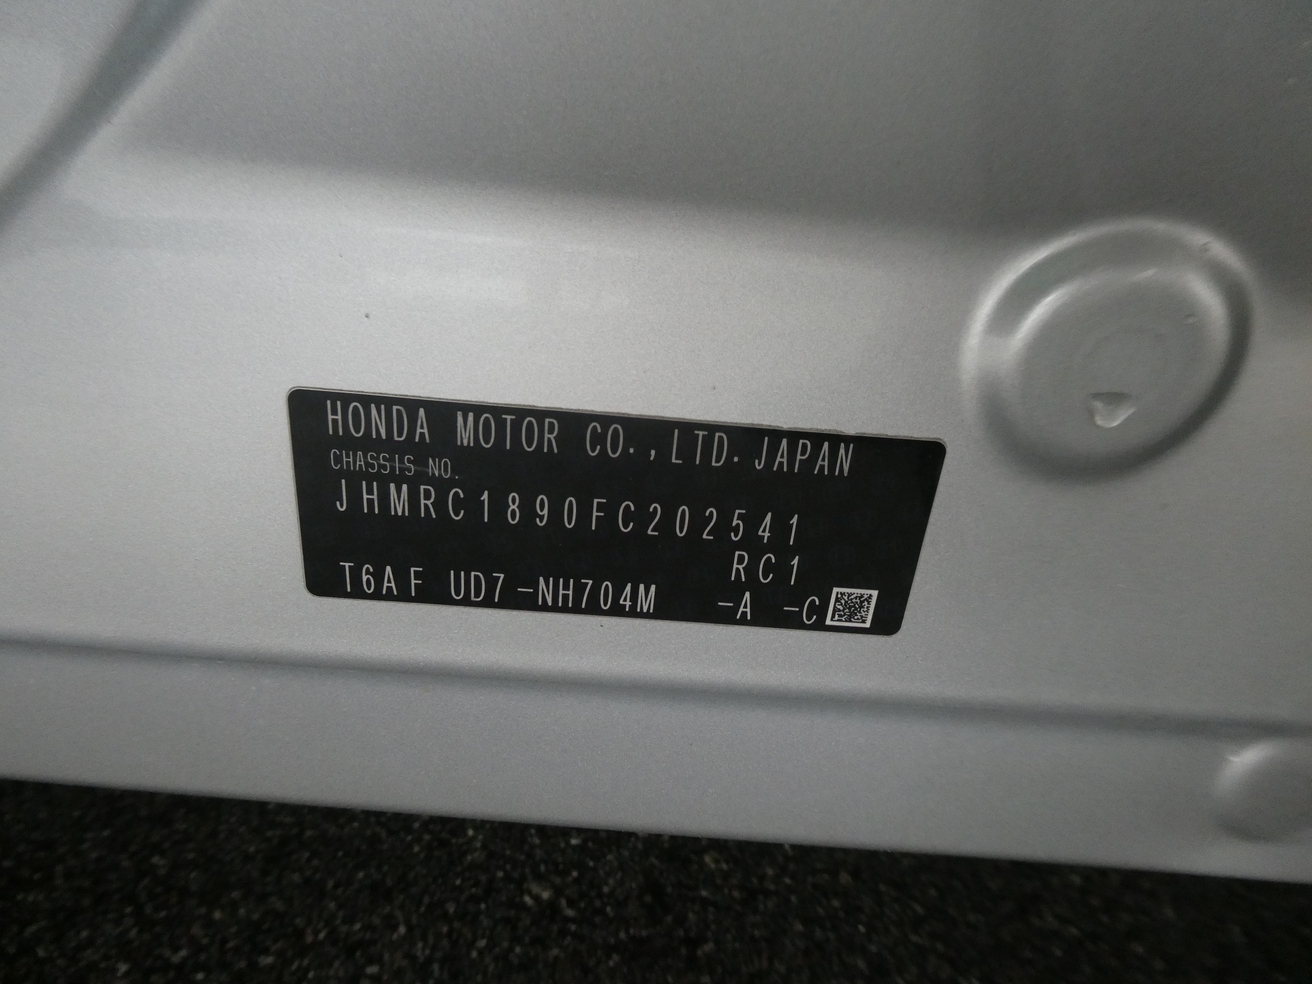 HONDA MOTOR CO.,LTD. JAPAN
CHASSIS NO.
JHMRC1890FC202541
RC1
T6AF UD7-NH704M -A -C